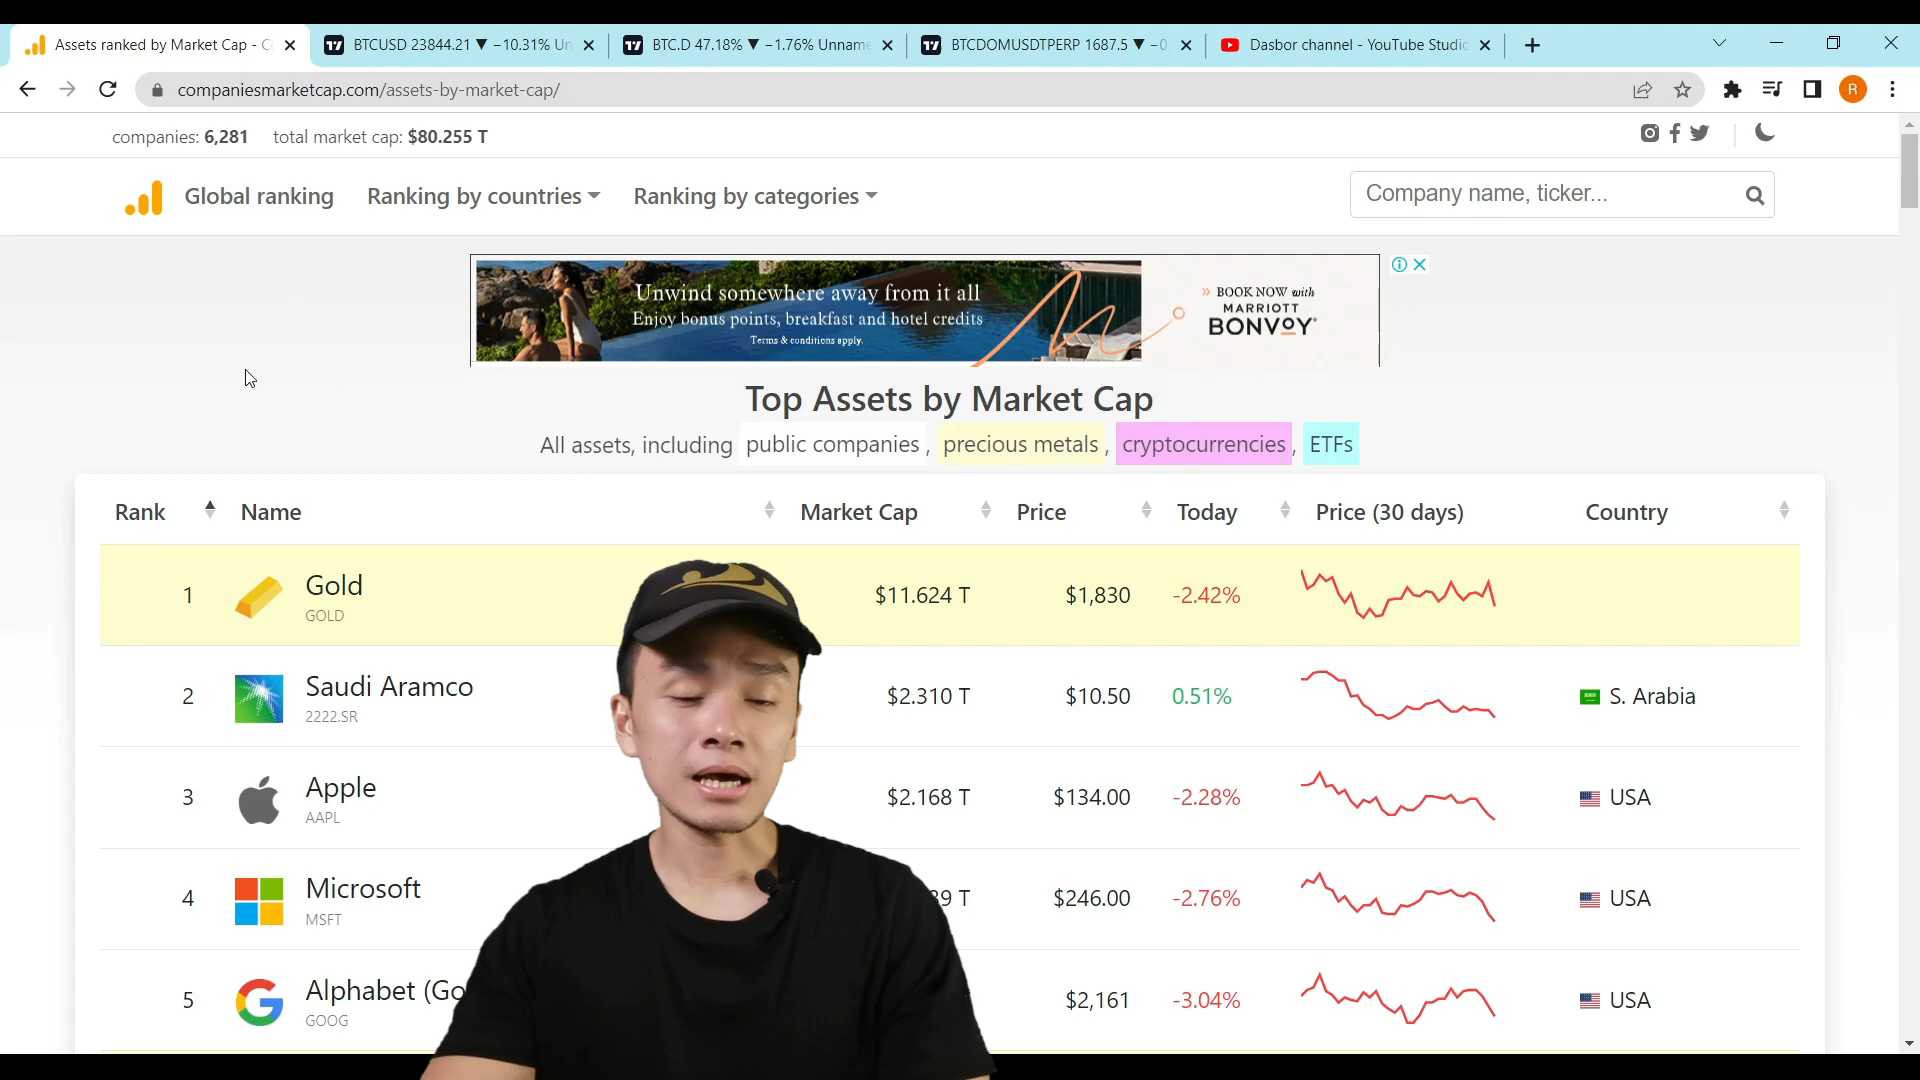 Assets ranked by Market Cap - C
BTCUSD 23844.21 ▼ −10.31% Un
BTC.D 47.18% ▼ −1.76% Unname
BTCDOMUSDTPERP 1687.5 ▼ −0
Dasbor channel - YouTube Studio
companiesmarketcap.com/assets-by-market-cap/
R
companies: 6,281 total market cap: $80.255 T
Global ranking Ranking by countries Ranking by categories
Company name, ticker...
Unwind somewhere away from it all
Enjoy bonus points, breakfast and hotel credits
Terms & conditions apply.
» BOOK NOW with
MARRIOTT
BONVOY
Top Assets by Market Cap
All assets, including public companies, precious metals, cryptocurrencies, ETFs
Rank Name Market Cap Price Today Price (30 days) Country
1 Gold $11.624 T $1,830 -2.42%
GOLD
2 Saudi Aramco $2.310 T $10.50 0.51% S. Arabia
2222.SR
3 Apple $2.168 T $134.00 -2.28% USA
AAPL
4 Microsoft 9 T $246.00 -2.76% USA
MSFT
5 Alphabet (Go $2,161 -3.04% USA
GOOG